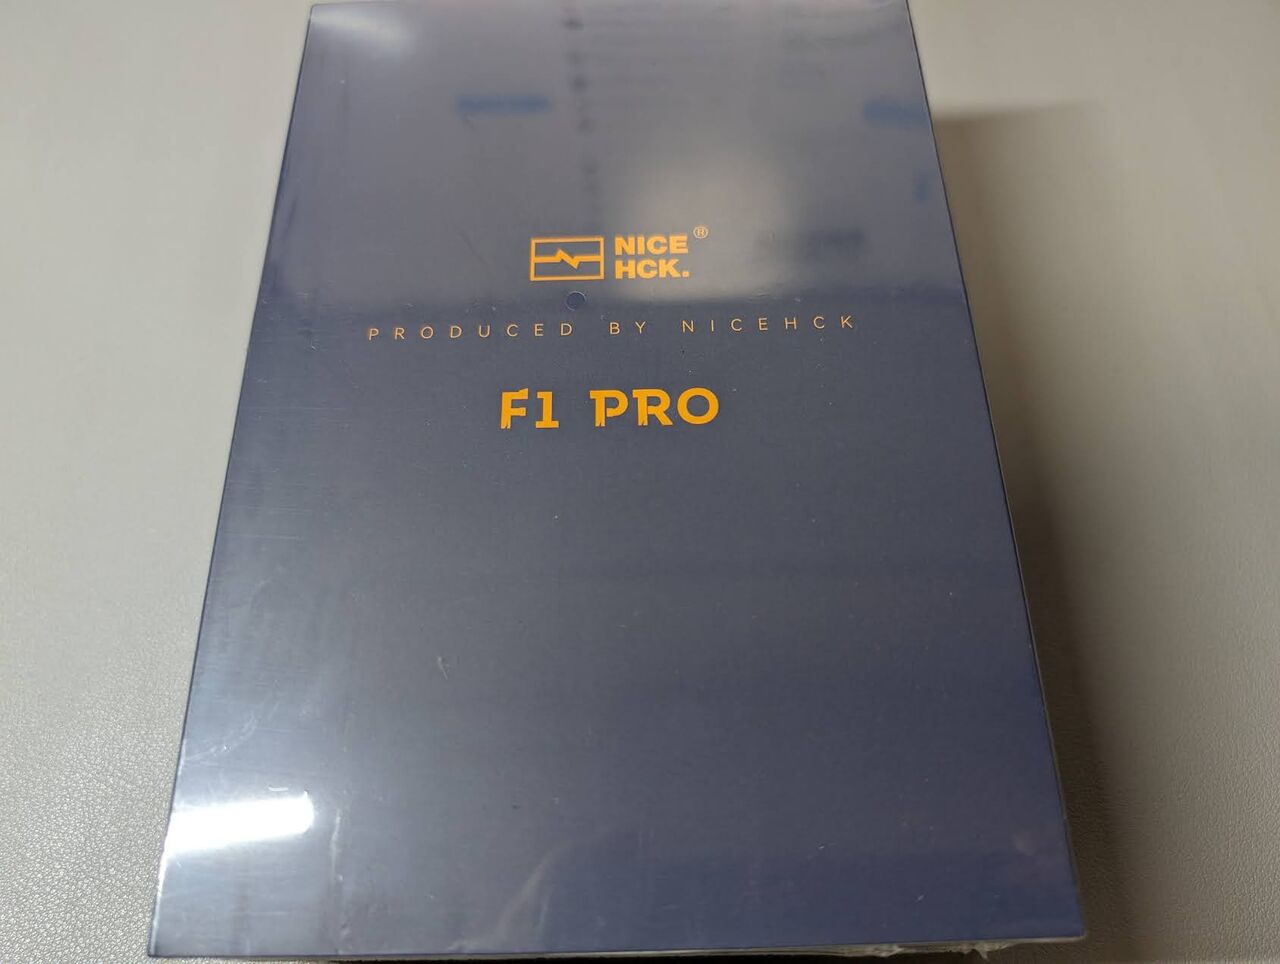 NICE®
HCK.
PRODUCED BY NICEHCK
F1 PRO